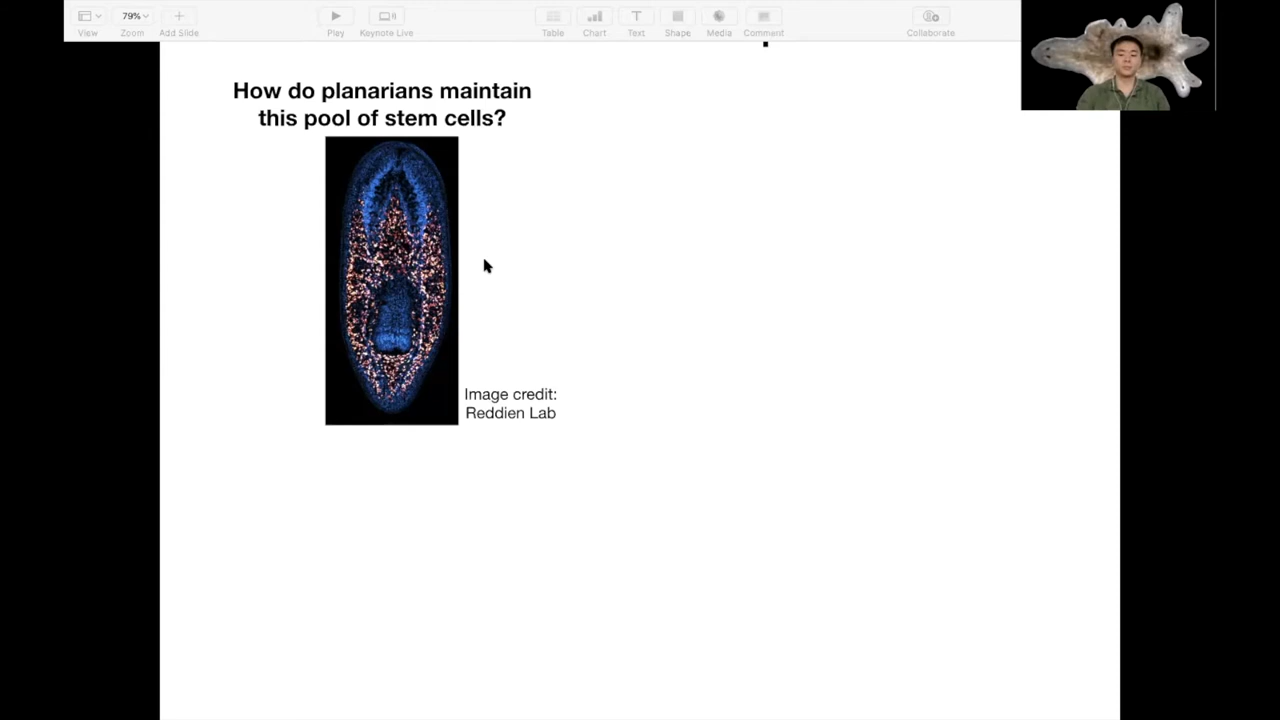 79%
View
Zoom
Add Slide
Play
Keynote Live
Table
Chart
Text
Shape
Media
Comment
Collaborate
How do planarians maintain
this pool of stem cells?
Image credit:
Reddien Lab